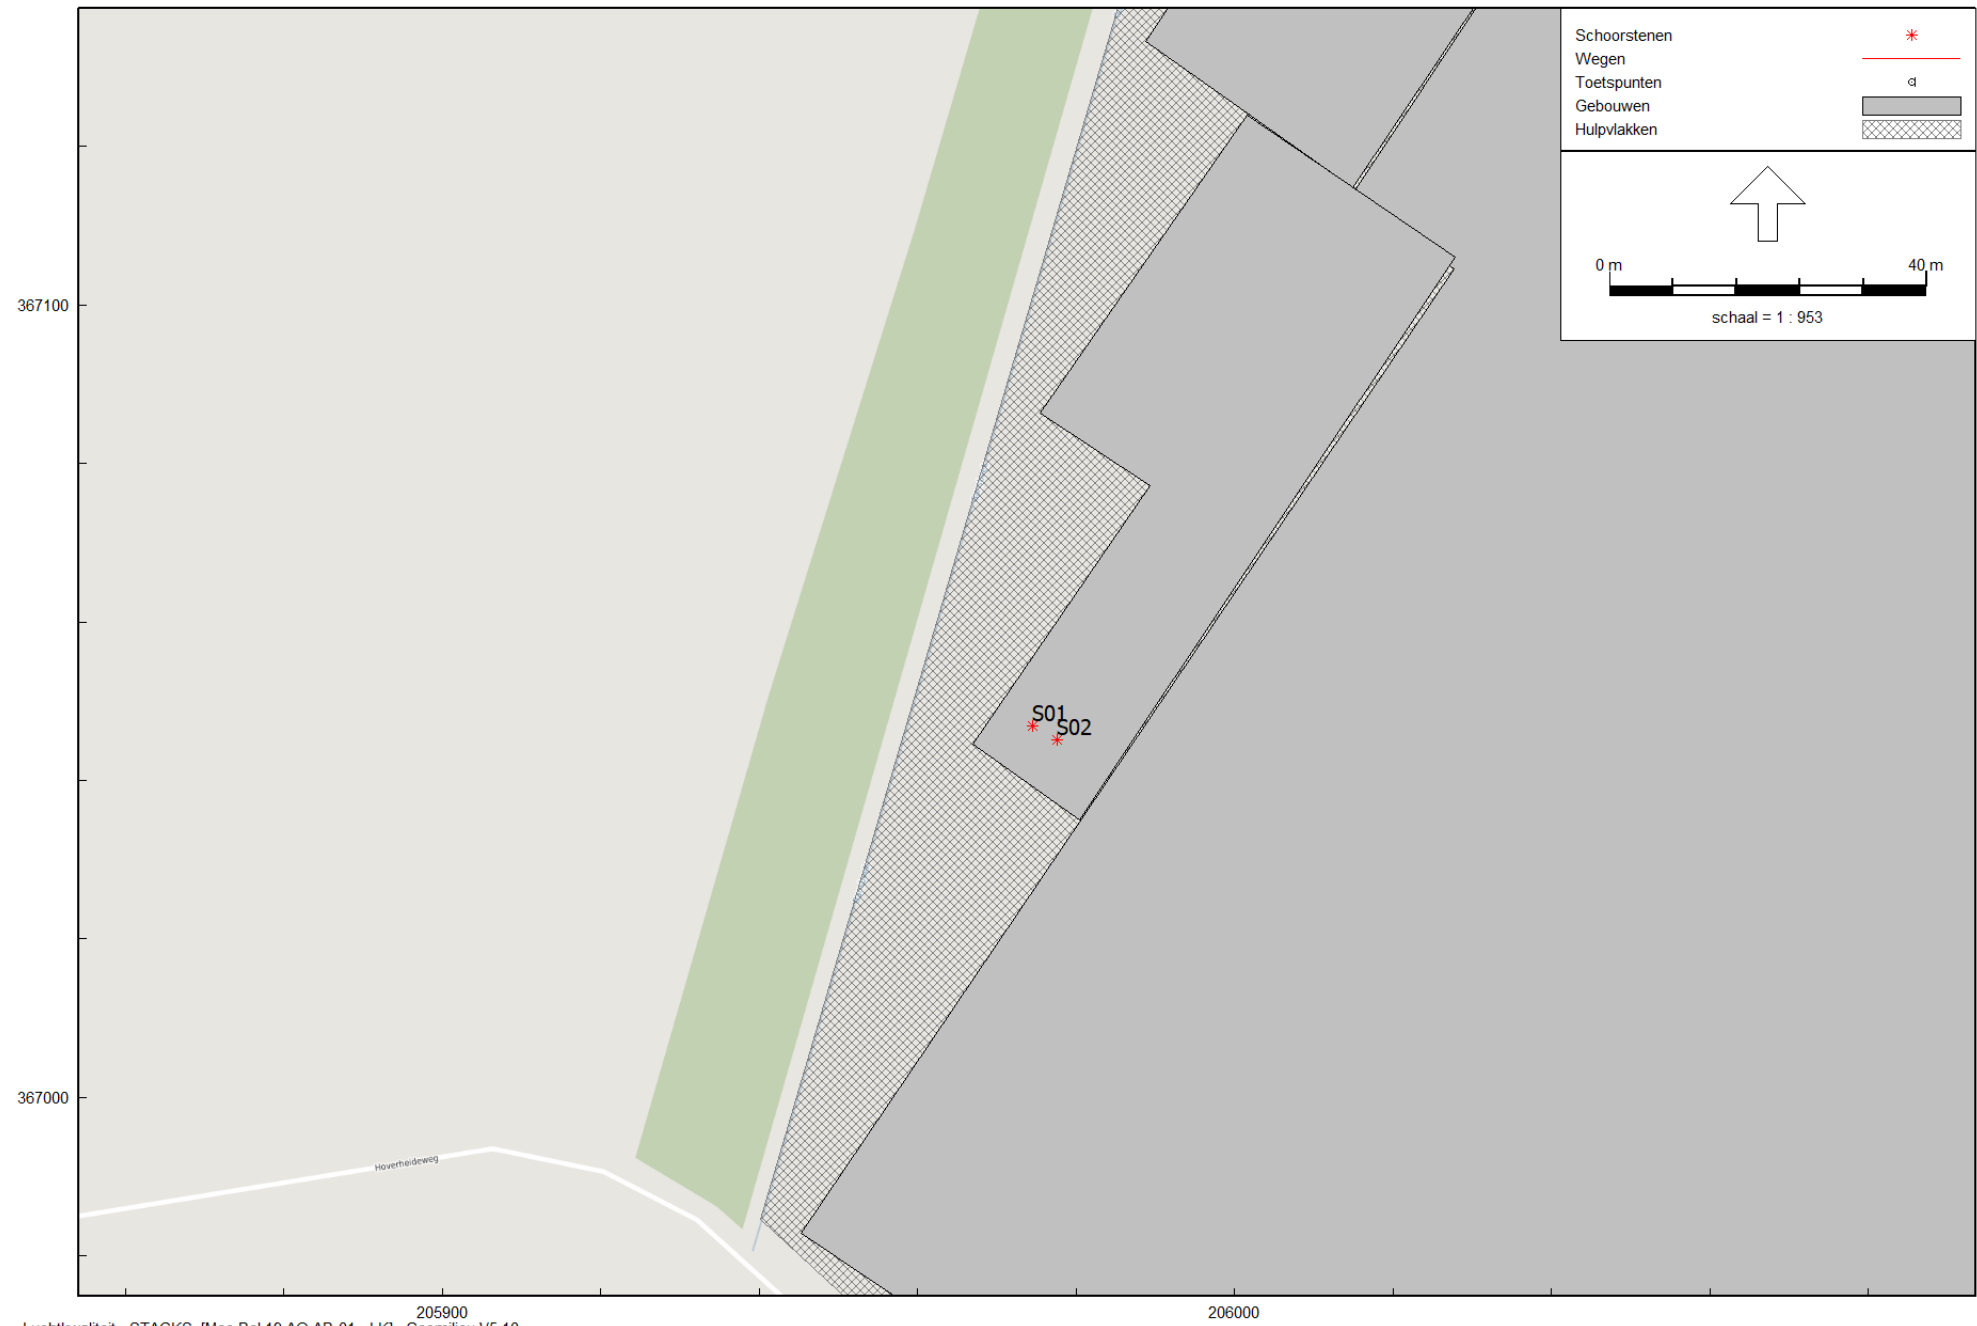 Schoorstenen
Wegen
Toetspunten
Gebouwen
Hulpvlakken
0 m 40 m
schaal = 1 : 953
367100
S01
S02
367000
Hoverheideweg
205900 206000